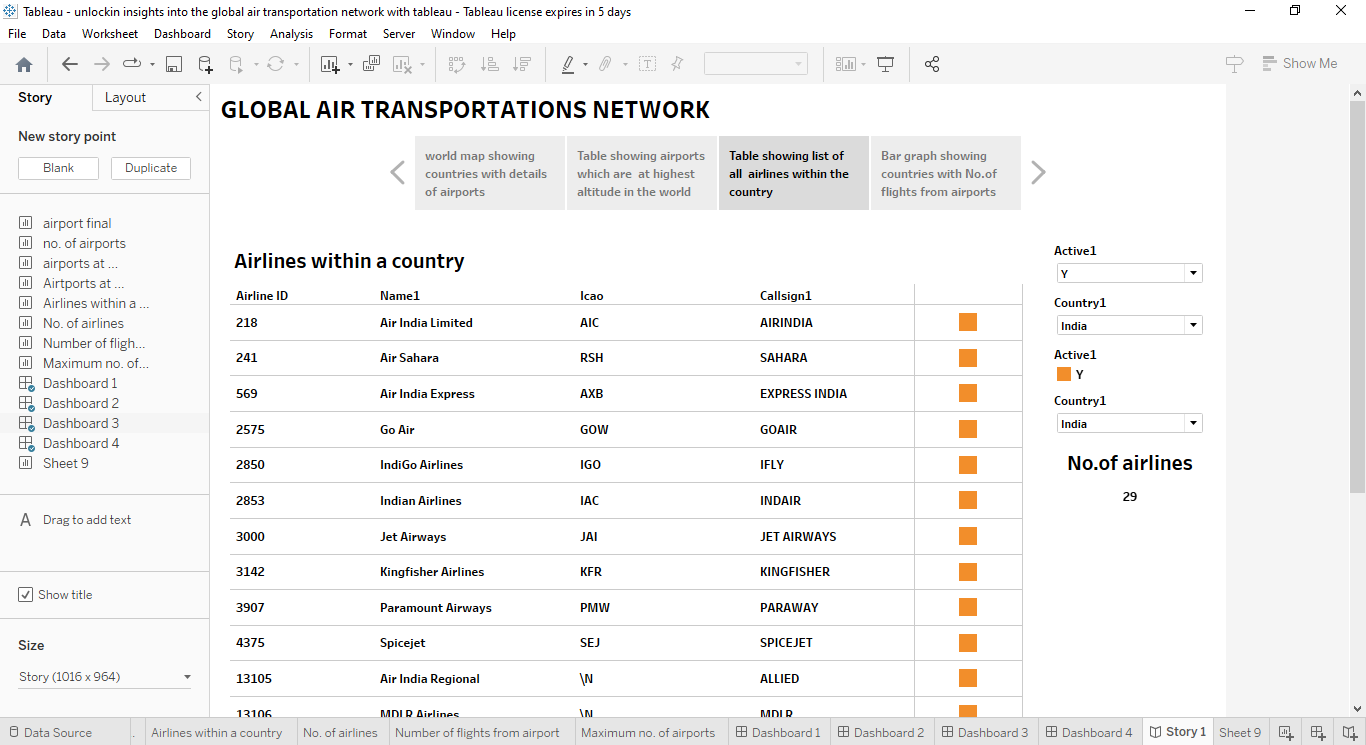 Tableau - unlockin insights into the global air transportation network with tableau - Tableau license expires in 5 days
File Data Worksheet Dashboard Story Analysis Format Server Window Help
Show Me
Story Layout
New story point
Blank Duplicate
airport final
no. of airports
airports at ...
Airtports at ...
Airlines within a ...
No. of airlines
Number of fligh...
Maximum no. of...
Dashboard 1
Dashboard 2
Dashboard 3
Dashboard 4
Sheet 9
A Drag to add text
Show title
Size
Story (1016 x 964)
GLOBAL AIR TRANSPORTATIONS NETWORK
world map showing
countries with details
of airports
Table showing airports
which are at highest
altitude in the world
Table showing list of
all airlines within the
country
Bar graph showing
countries with No.of
flights from airports
Airlines within a country
Airline ID Name1 Icao Callsign1
218 Air India Limited AIC AIRINDIA
241 Air Sahara RSH SAHARA
569 Air India Express AXB EXPRESS INDIA
2575 Go Air GOW GOAIR
2850 IndiGo Airlines IGO IFLY
2853 Indian Airlines IAC INDAIR
3000 Jet Airways JAI JET AIRWAYS
3142 Kingfisher Airlines KFR KINGFISHER
3907 Paramount Airways PMW PARAWAY
4375 Spicejet SEJ SPICEJET
13105 Air India Regional \N ALLIED
13106 MDLR Airlines \N MDLR
Active1
Y
Country1
India
Active1
Y
Country1
India
No.of airlines
29
Data Source . Airlines within a country No. of airlines Number of flights from airport Maximum no. of airports Dashboard 1 Dashboard 2 Dashboard 3 Dashboard 4 Story 1 Sheet 9